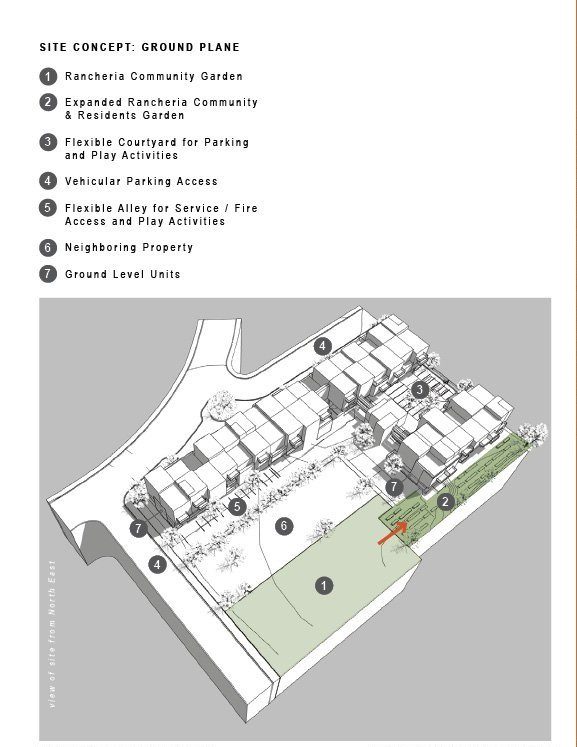 SITE CONCEPT: GROUND PLANE
1 Rancheria Community Garden
2 Expanded Rancheria Community
& Residents Garden
3 Flexible Courtyard for Parking
and Play Activities
4 Vehicular Parking Access
5 Flexible Alley for Service / Fire
Access and Play Activities
6 Neighboring Property
7 Ground Level Units
4
3
7
2
5
6
7
4
1
view of site from North East